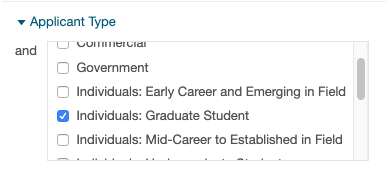 Applicant Type
and
Commercial
Government
Individuals: Early Career and Emerging in Field
Individuals: Graduate Student
Individuals: Mid-Career to Established in Field